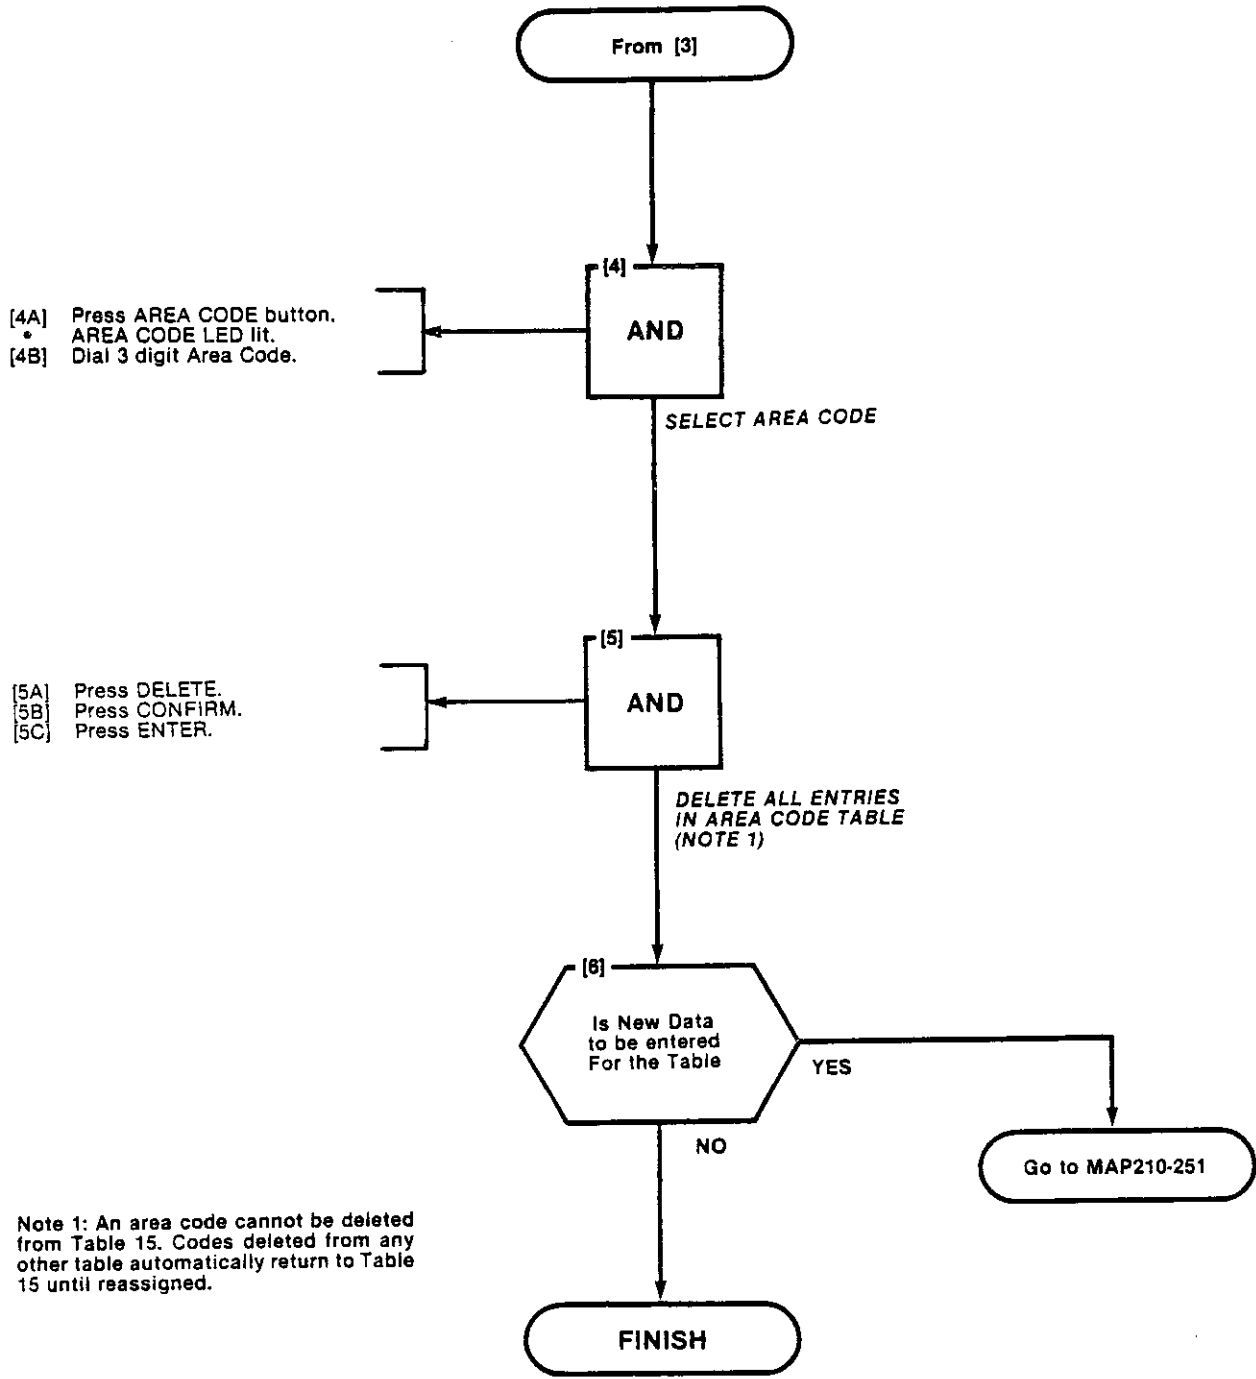 From [3]
[4]
AND
[4A] Press AREA CODE button.
• AREA CODE LED lit.
[4B] Dial 3 digit Area Code.
SELECT AREA CODE
[5]
AND
[5A] Press DELETE.
[5B] Press CONFIRM.
[5C] Press ENTER.
DELETE ALL ENTRIES
IN AREA CODE TABLE
(NOTE 1)
[6]
Is New Data
to be entered
For the Table
YES
NO
Go to MAP210-251
Note 1: An area code cannot be deleted
from Table 15. Codes deleted from any
other table automatically return to Table
15 until reassigned.
FINISH